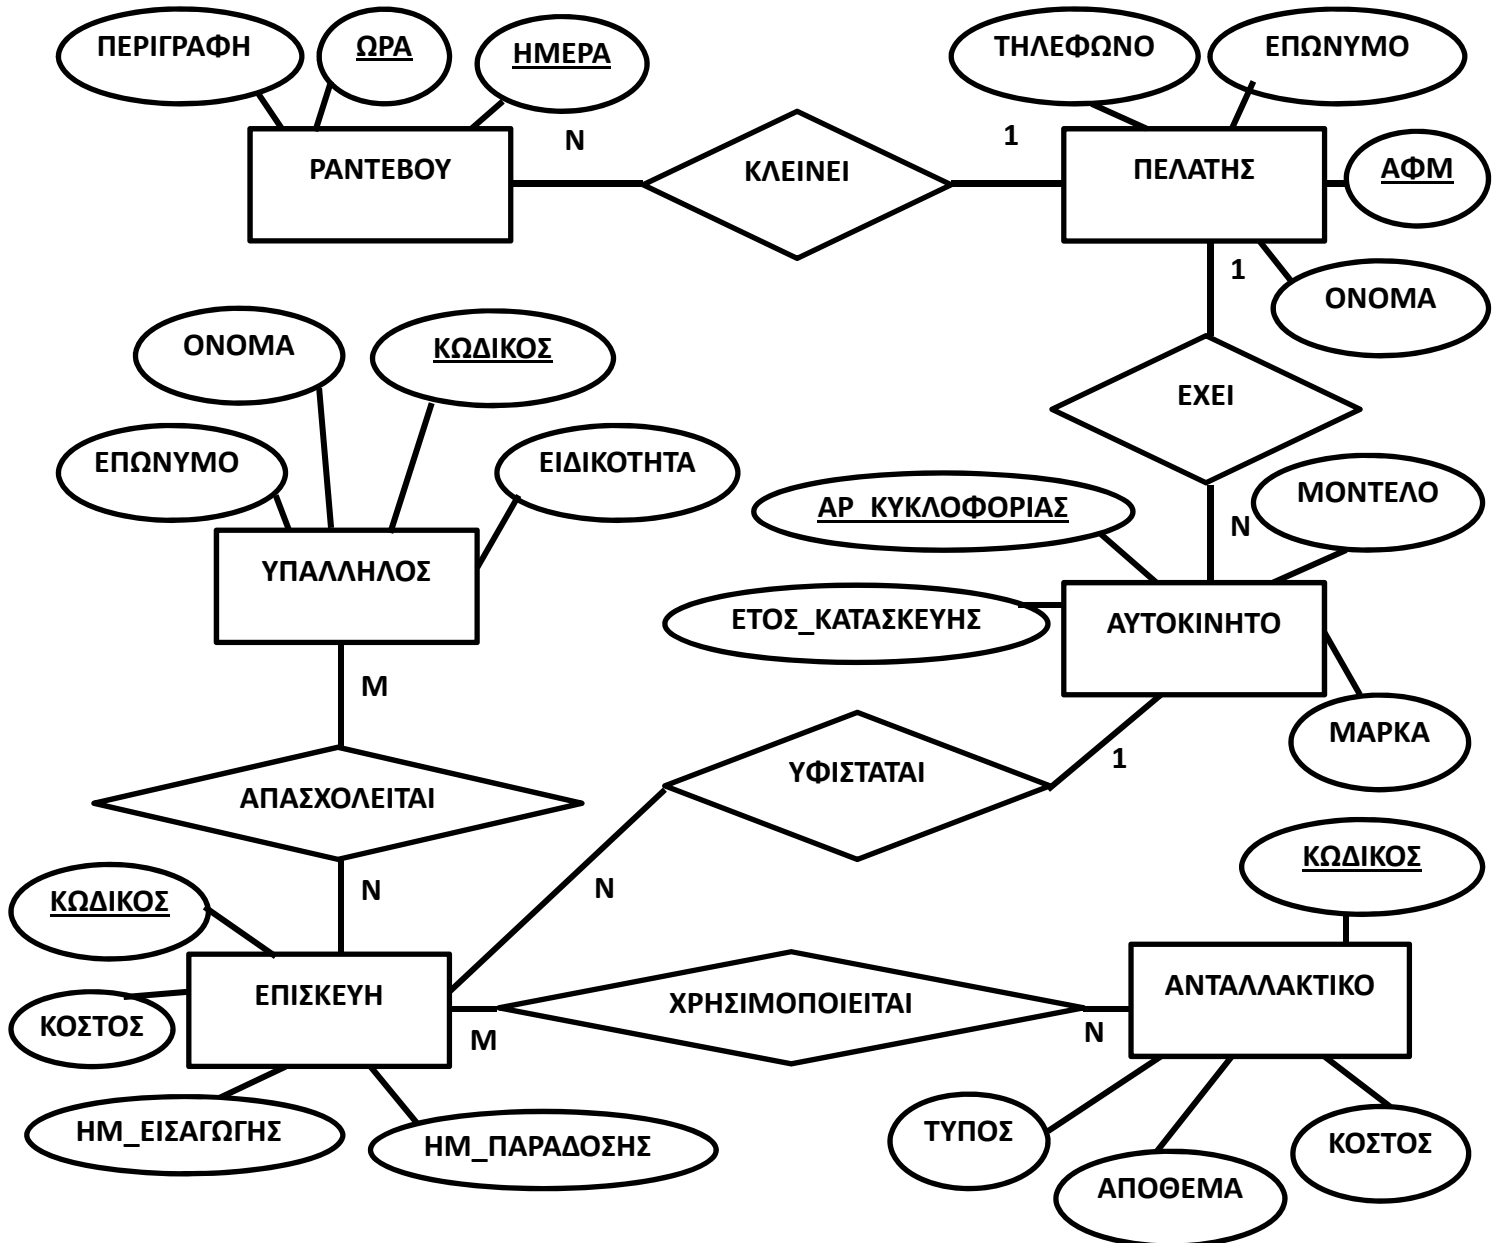 ΠΕΡΙΓΡΑΦΗ
ΩΡΑ
ΗΜΕΡΑ
ΤΗΛΕΦΩΝΟ
ΕΠΩΝΥΜΟ
N
1
ΡΑΝΤΕΒΟΥ
ΚΛΕΙΝΕΙ
ΠΕΛΑΤΗΣ
ΑΦΜ
1
ΟΝΟΜΑ
ΟΝΟΜΑ
ΚΩΔΙΚΟΣ
ΕΧΕΙ
ΕΠΩΝΥΜΟ
ΕΙΔΙΚΟΤΗΤΑ
ΑΡ_ΚΥΚΛΟΦΟΡΙΑΣ
ΜΟΝΤΕΛΟ
N
ΥΠΑΛΛΗΛΟΣ
ΕΤΟΣ_ΚΑΤΑΣΚΕΥΗΣ
ΑΥΤΟΚΙΝΗΤΟ
M
ΜΑΡΚΑ
1
ΥΦΙΣΤΑΤΑΙ
ΑΠΑΣΧΟΛΕΙΤΑΙ
ΚΩΔΙΚΟΣ
N
N
ΚΩΔΙΚΟΣ
ΕΠΙΣΚΕΥΗ
ΧΡΗΣΙΜΟΠΟΙΕΙΤΑΙ
ΑΝΤΑΛΛΑΚΤΙΚΟ
ΚΟΣΤΟΣ
M
N
ΗΜ_ΕΙΣΑΓΩΓΗΣ
ΗΜ_ΠΑΡΑΔΟΣΗΣ
ΤΥΠΟΣ
ΑΠΟΘΕΜΑ
ΚΟΣΤΟΣ